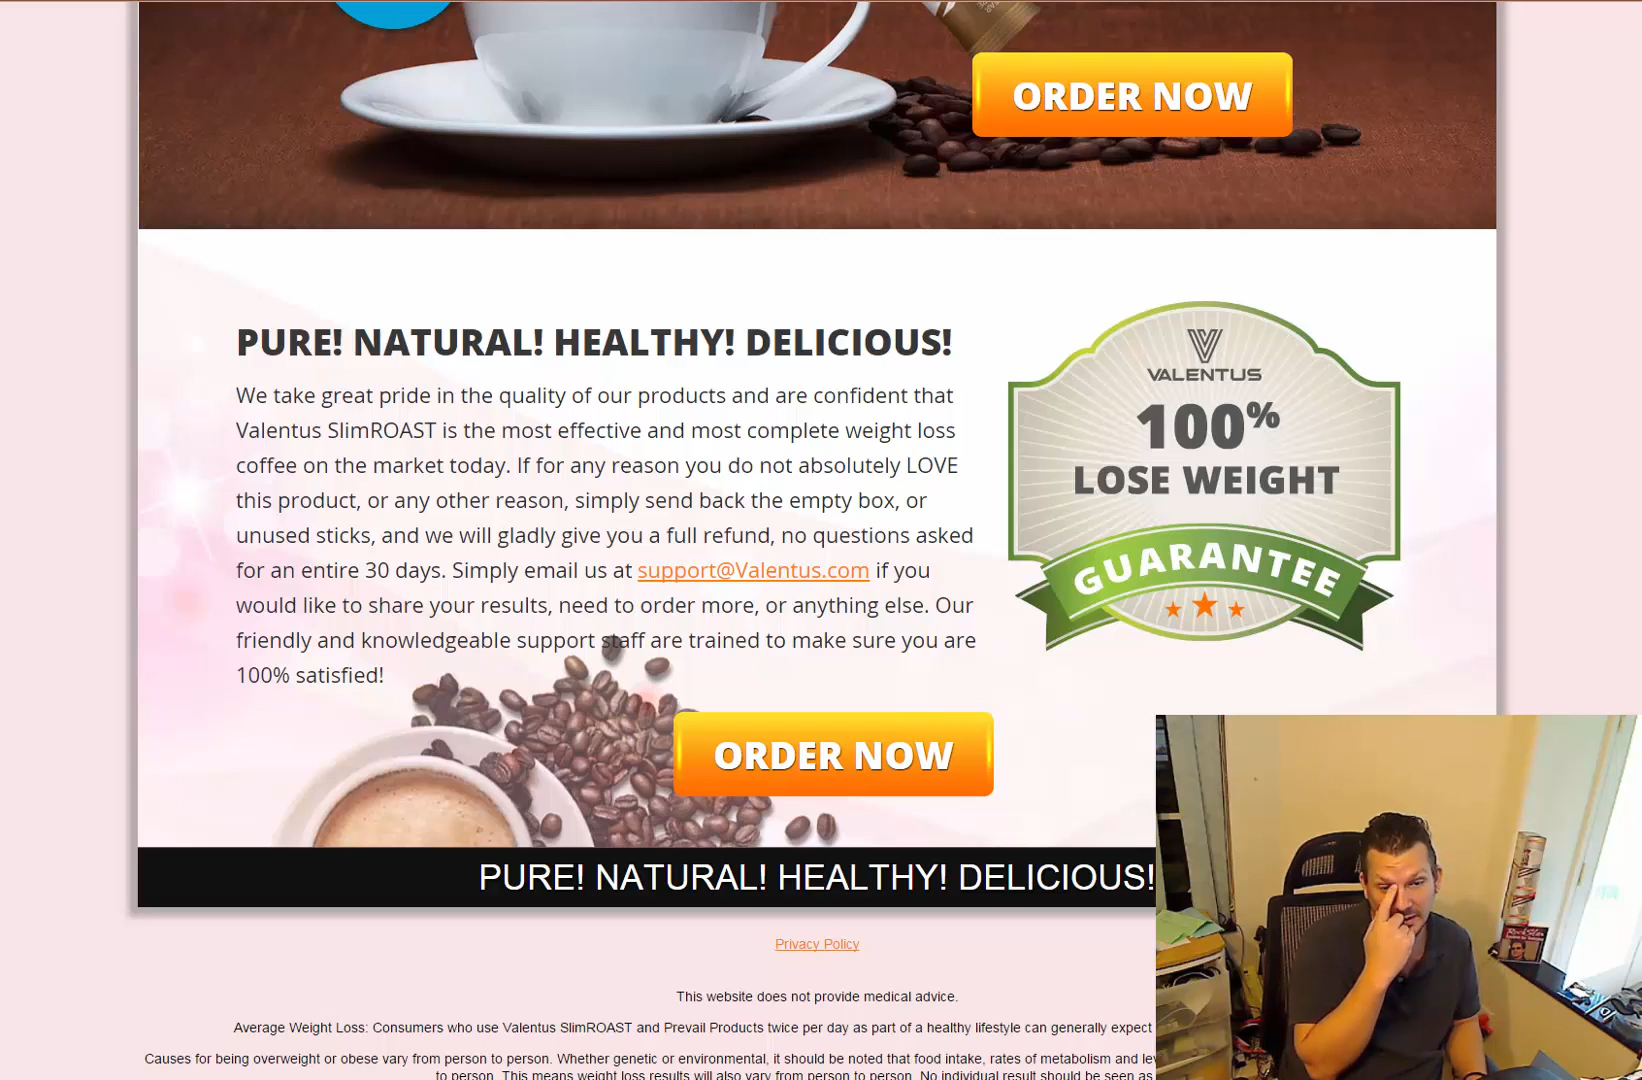 ORDER NOW
PURE! NATURAL! HEALTHY! DELICIOUS!
We take great pride in the quality of our products and are confident that
Valentus SlimROAST is the most effective and most complete weight loss
coffee on the market today. If for any reason you do not absolutely LOVE
this product, or any other reason, simply send back the empty box, or
unused sticks, and we will gladly give you a full refund, no questions asked
for an entire 30 days. Simply email us at support@Valentus.com if you
would like to share your results, need to order more, or anything else. Our
friendly and knowledgeable support staff are trained to make sure you are
100% satisfied!
VALENTUS
100%
LOSE WEIGHT
GUARANTEE
ORDER NOW
PURE! NATURAL! HEALTHY! DELICIOUS!
Privacy Policy
This website does not provide medical advice.
Average Weight Loss: Consumers who use Valentus SlimROAST and Prevail Products twice per day as part of a healthy lifestyle can generally expect
Causes for being overweight or obese vary from person to person. Whether genetic or environmental, it should be noted that food intake, rates of metabolism and
to person. This means weight loss results will also vary from person to person. No individual result should be seen as